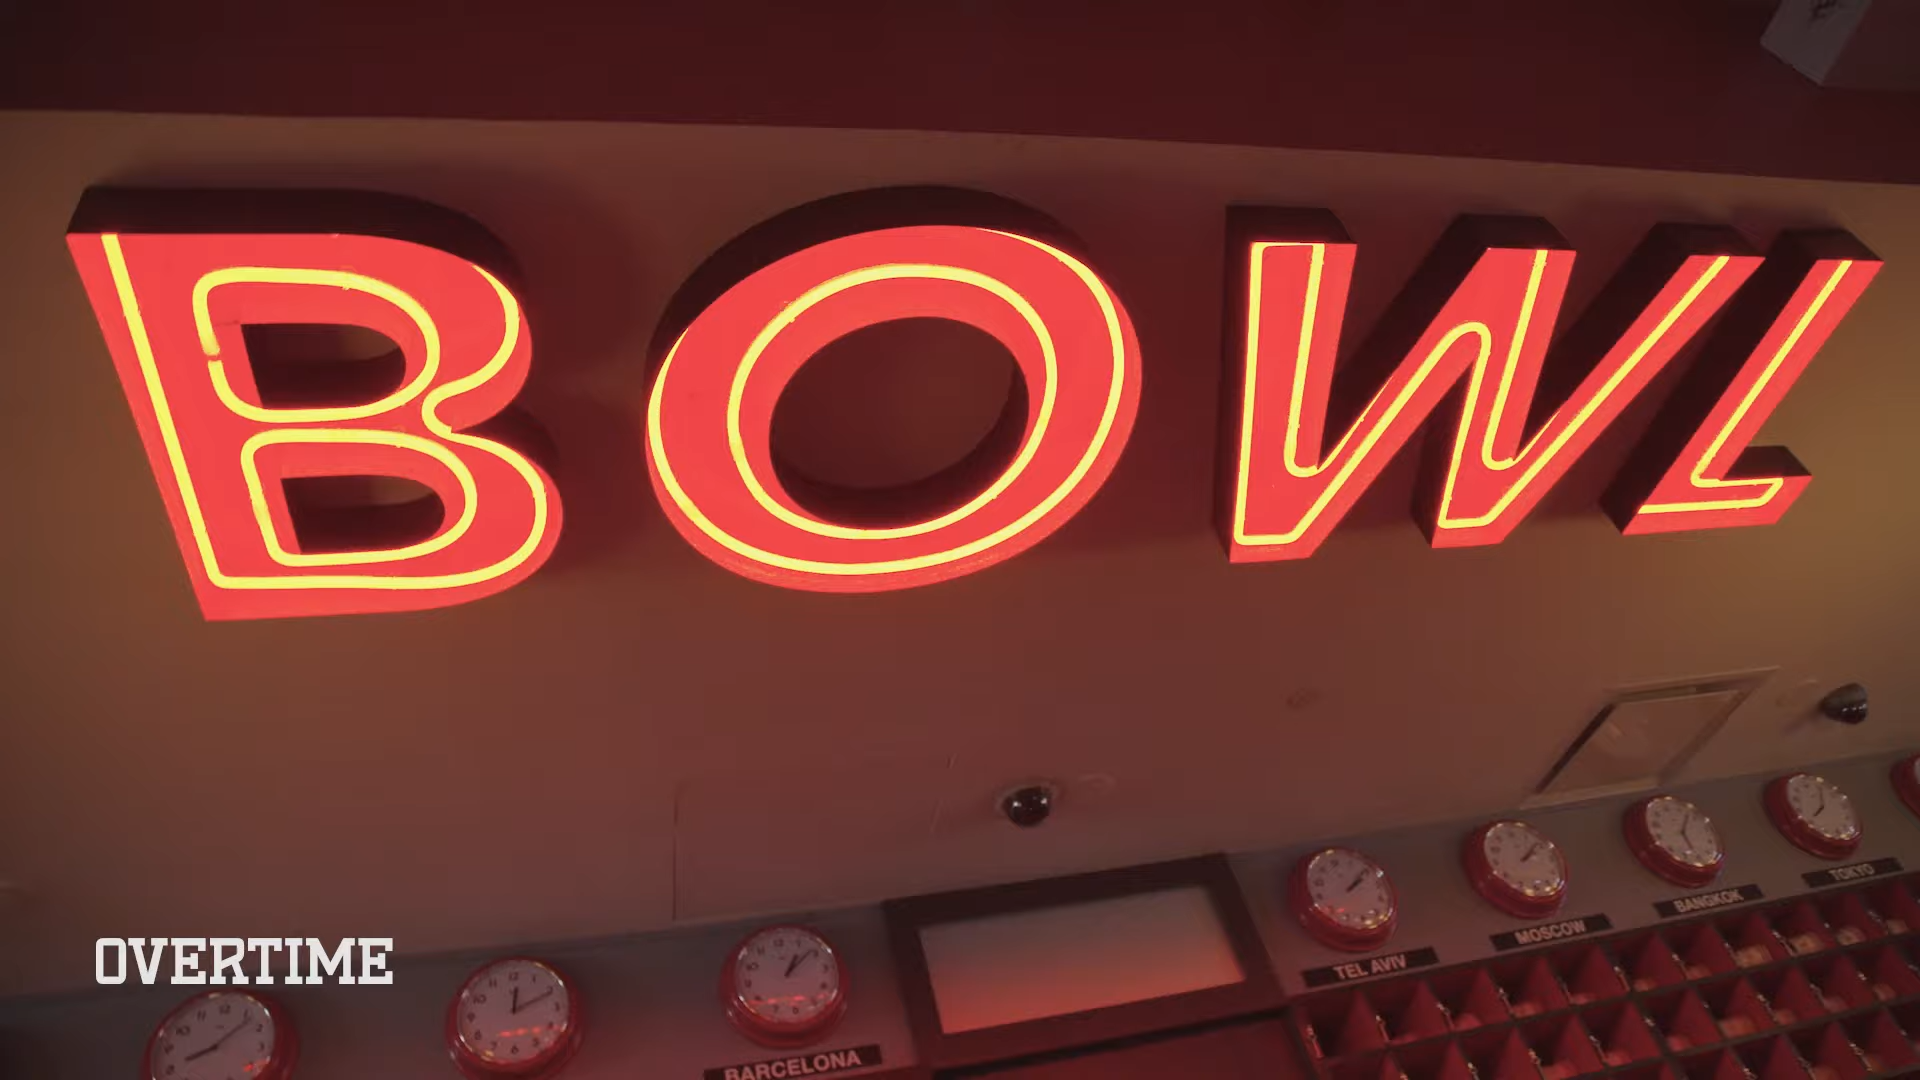 BOWL
OVERTIME
BARCELONA
TEL AVIV
MOSCOW
BANGKOK
TOKYO